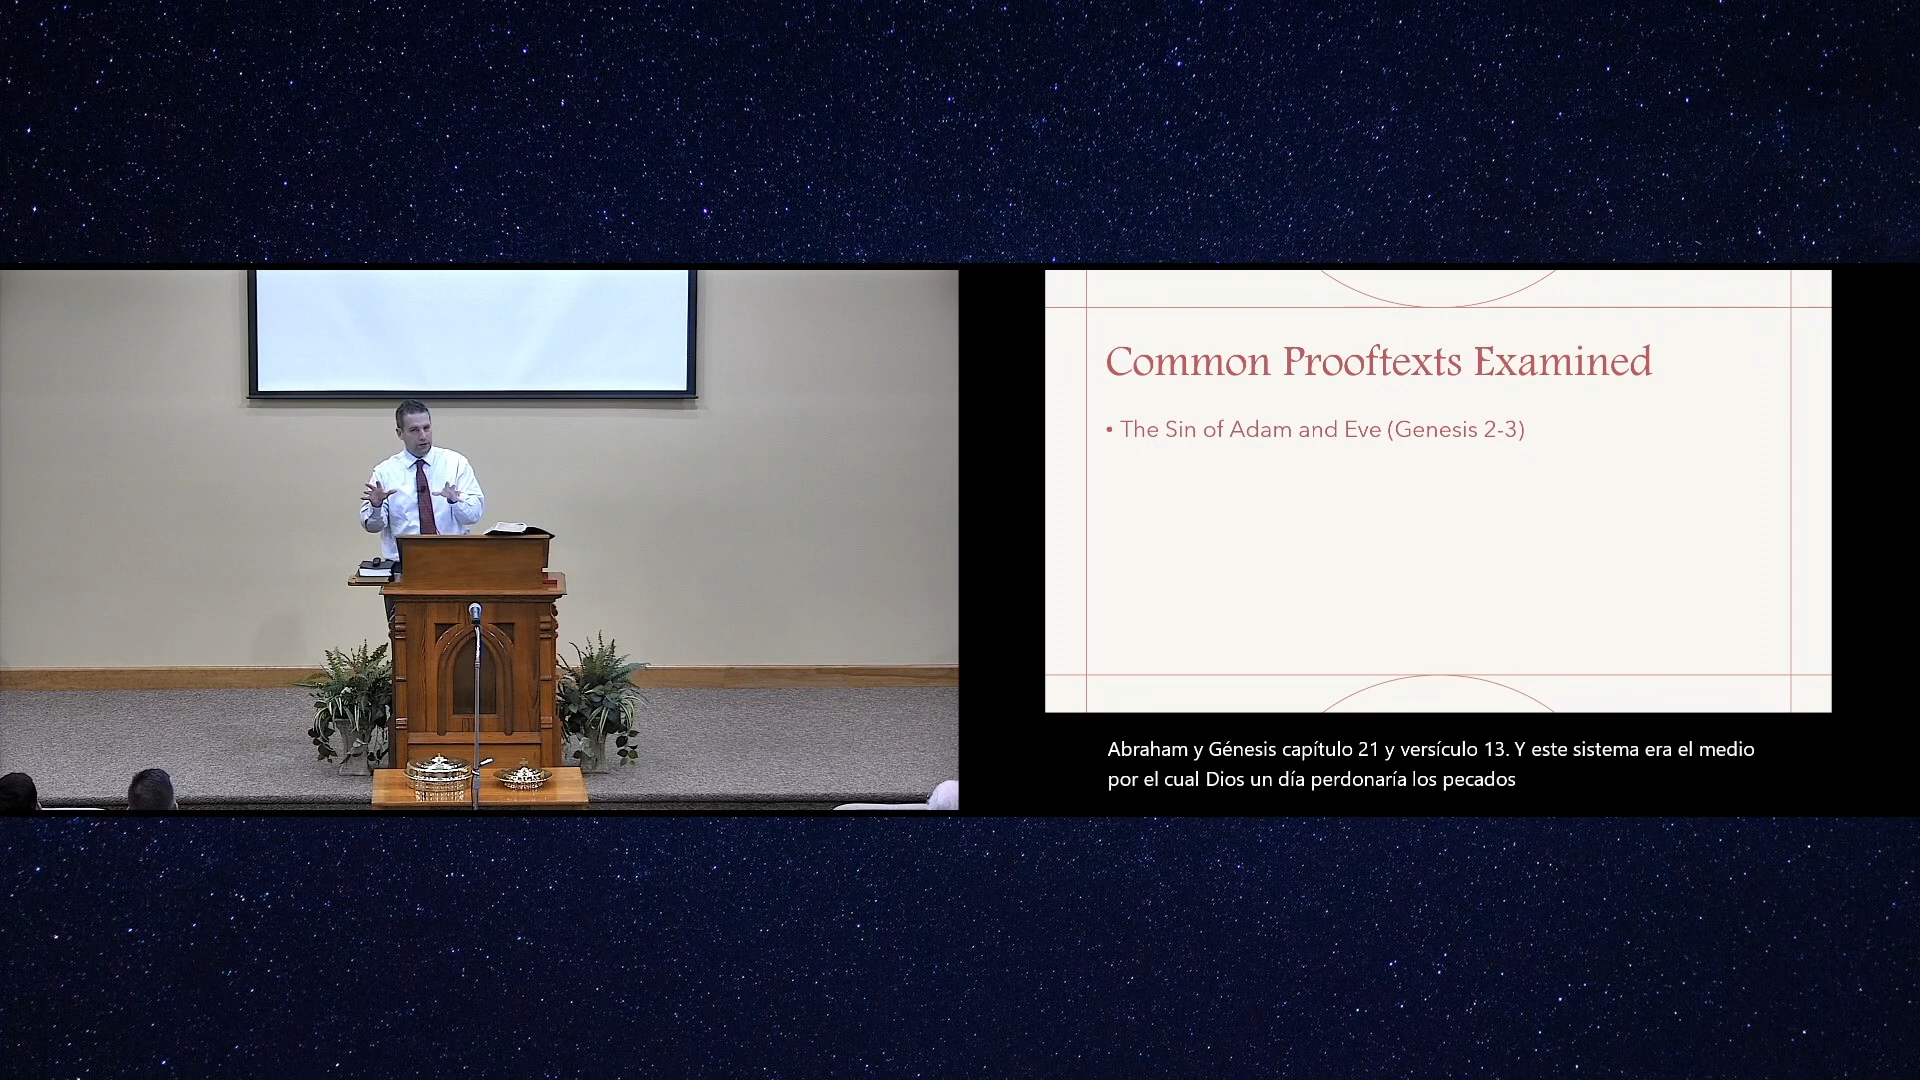 Common Prooftexts Examined
• The Sin of Adam and Eve (Genesis 2-3)
Abraham y Génesis capítulo 21 y versículo 13. Y este sistema era el medio
por el cual Dios un día perdonaría los pecados